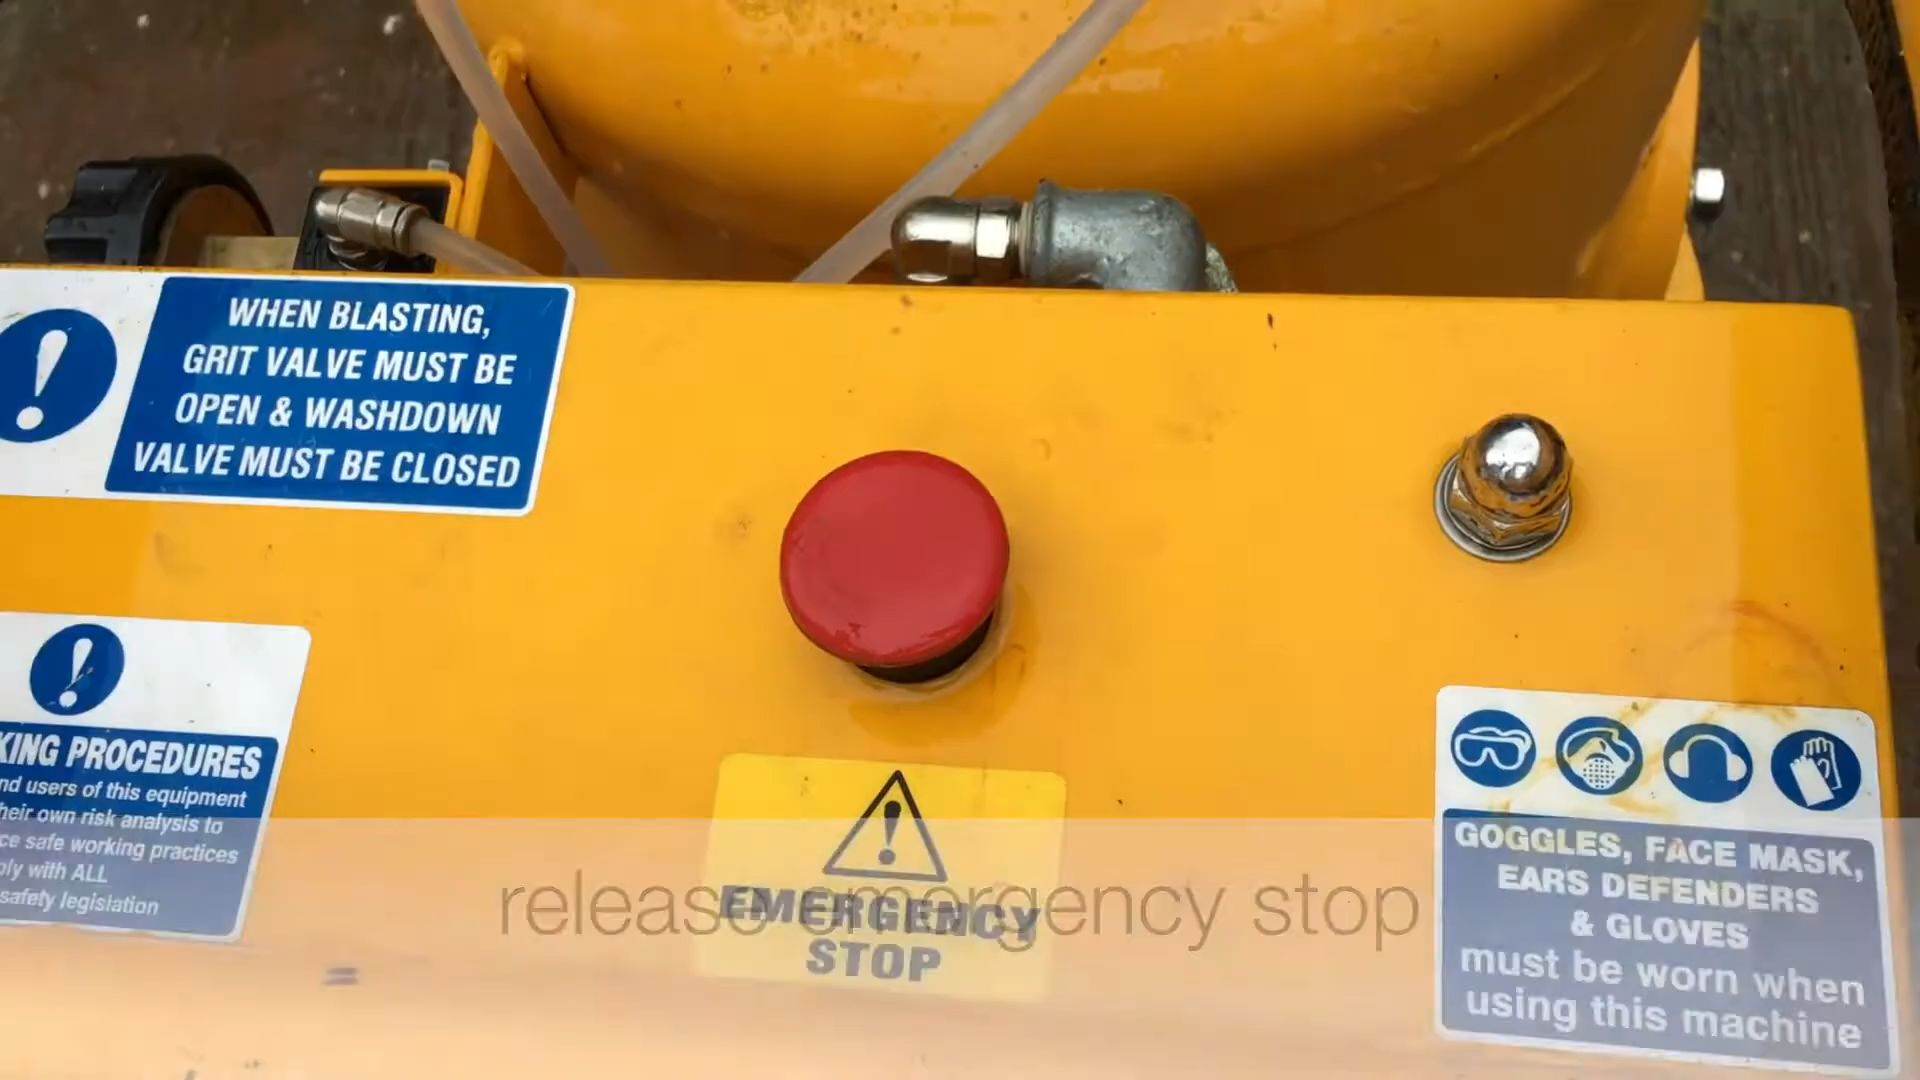 WHEN BLASTING,
GRIT VALVE MUST BE
OPEN & WASHDOWN
VALVE MUST BE CLOSED
KING PROCEDURES
nd users of this equipment
heir own risk analysis to
ce safe working practices
ply with ALL
safety legislation
EMERGENCY
STOP
release emergency stop
GOGGLES, FACE MASK,
EARS DEFENDERS
& GLOVES
must be worn when
using this machine